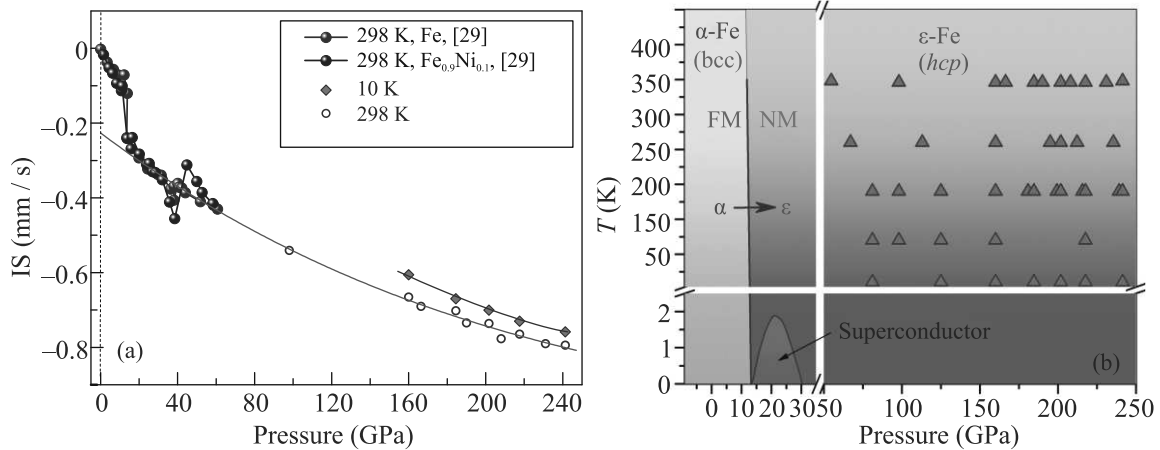 298 K, Fe, [29]
298 K, Fe0.9Ni0.1, [29]
10 K
298 K
0
−0.2
−0.4
−0.6
−0.8
IS (mm / s)
(a)
0 40 80 120 160 200 240
Pressure (GPa)
α-Fe
(bcc)
ε-Fe
(hcp)
FM NM
α ε
400
350
300
250
200
150
50
2
1
0
T (K)
Superconductor
(b)
0 10 20 30 50 100 150 200 250
Pressure (GPa)